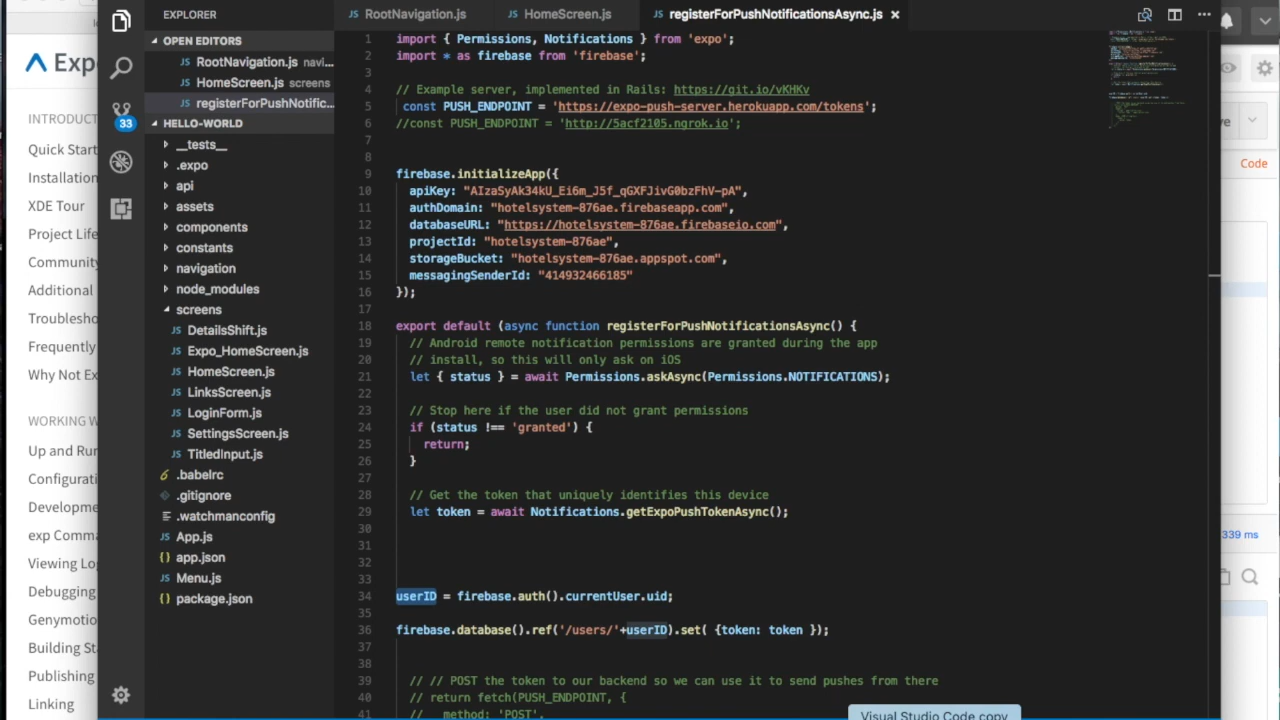 EXPLORER
OPEN EDITORS
RootNavigation.js navi...
HomeScreen.js screens
registerForPushNotific...
HELLO-WORLD
__tests__
.expo
api
assets
components
constants
navigation
node_modules
screens
DetailsShift.js
Expo_HomeScreen.js
HomeScreen.js
LinksScreen.js
LoginForm.js
SettingsScreen.js
TitledInput.js
.babelrc
.gitignore
.watchmanconfig
App.js
app.json
Menu.js
package.json
33
RootNavigation.js
HomeScreen.js
registerForPushNotificationsAsync.js
1 import { Permissions, Notifications } from 'expo';
2 import * as firebase from 'firebase';
3
4 // Example server, implemented in Rails: https://git.io/vKHKv
5 const PUSH_ENDPOINT = 'https://expo-push-server.herokuapp.com/tokens';
6 //const PUSH_ENDPOINT = 'http://5acf2105.ngrok.io';
7
8
9 firebase.initializeApp({
10 apiKey: "AIzaSyAk34kU_Ei6m_J5f_qGXFJivG0bzFhV-pA",
11 authDomain: "hotelsystem-876ae.firebaseapp.com",
12 databaseURL: "https://hotelsystem-876ae.firebaseio.com",
13 projectId: "hotelsystem-876ae",
14 storageBucket: "hotelsystem-876ae.appspot.com",
15 messagingSenderId: "414932466185"
16 });
17
18 export default (async function registerForPushNotificationsAsync() {
19 // Android remote notification permissions are granted during the app
20 // install, so this will only ask on iOS
21 let { status } = await Permissions.askAsync(Permissions.NOTIFICATIONS);
22
23 // Stop here if the user did not grant permissions
24 if (status !== 'granted') {
25 return;
26 }
27
28 // Get the token that uniquely identifies this device
29 let token = await Notifications.getExpoPushTokenAsync();
30
31
32
33
34 userID = firebase.auth().currentUser.uid;
35
36 firebase.database().ref('/users/'+userID).set( {token: token });
37
38
39 // // POST the token to our backend so we can use it to send pushes from there
40 // return fetch(PUSH_ENDPOINT, {
41 // method: 'POST',
Visual Studio Code copy
Expo
INTRODUCT
Quick Start
Installation
XDE Tour
Project Life
Community
Additional
Troublesho
Frequently
Why Not Ex
WORKING W
Up and Run
Configurati
Developme
exp Comma
Viewing Log
Debugging
Genymotio
Building Sta
Publishing
Linking
ve
Code
339 ms